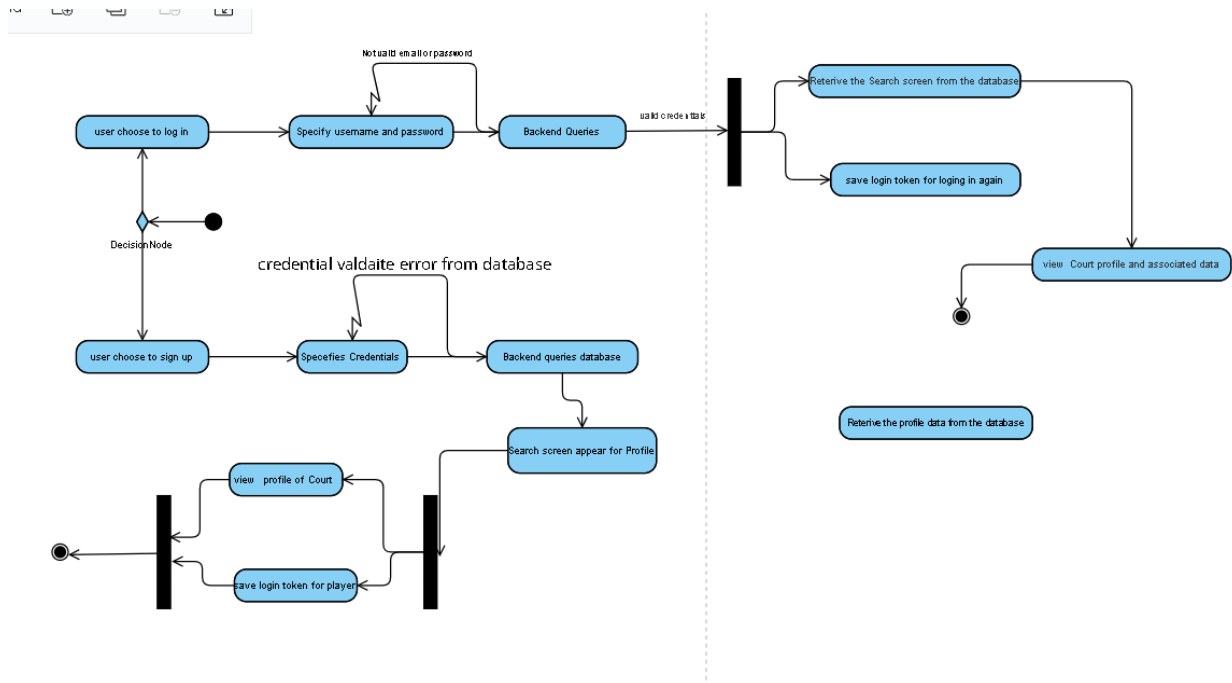 Not valid email or password
Reterive the Search screen from the database
user choose to log in
Specify username and password
Backend Queries
valid credentials
save login token for loging in again
DecisionNode
credential valdaite error from database
view Court profile and associated data
user choose to sign up
Specefies Credentials
Backend queries database
Reterive the profile data from the database
Search screen appear for Profile
view profile of Court
save login token for player